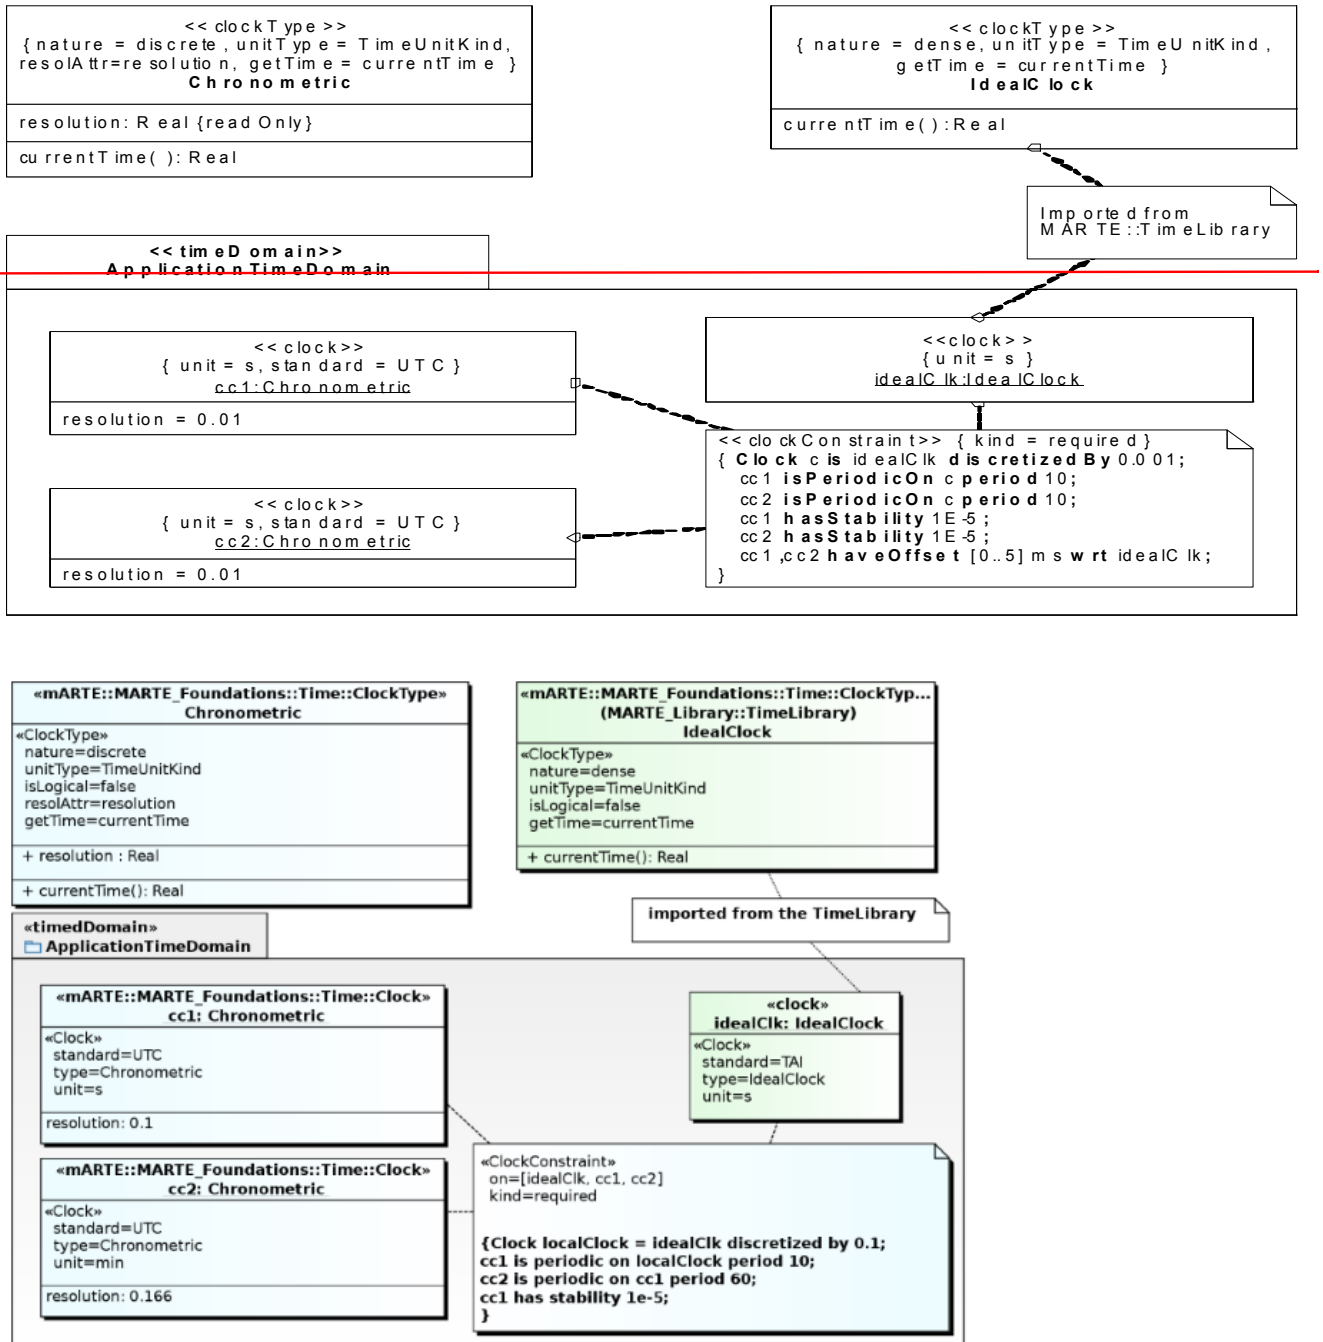 << clockType >>
{ nature = discrete, unitType = TimeUnitKind,
resolAttr=resolution, getTime = currentTime }
Chronometric
resolution: Real {readOnly}
currentTime( ): Real
<< clockType >>
{ nature = dense, unitType = TimeUnitKind,
getTime = currentTime }
IdealClock
currentTime( ): Real
Imported from
MARTE::TimeLibrary
<< timeDomain>>
ApplicationTimeDomain
<< clock>>
{ unit = s, standard = UTC }
cc1:Chronometric
resolution = 0.01
<<clock>>
{ unit = s }
idealClk:IdealClock
<< clock>>
{ unit = s, standard = UTC }
cc2:Chronometric
resolution = 0.01
<< clockConstraint>> { kind = required }
{ Clock c is idealClk discretizedBy 0.001;
cc1 isPeriodicOn c period 10;
cc2 isPeriodicOn c period 10;
cc1 hasStability 1E-5;
cc2 hasStability 1E-5;
cc1,cc2 haveOffset [0..5] ms wrt idealClk;
}
«mARTE::MARTE_Foundations::Time::ClockType»
Chronometric
«ClockType»
nature=discrete
unitType=TimeUnitKind
isLogical=false
resolAttr=resolution
getTime=currentTime
+ resolution : Real
+ currentTime(): Real
«mARTE::MARTE_Foundations::Time::ClockTyp...
(MARTE_Library::TimeLibrary)
IdealClock
«ClockType»
nature=dense
unitType=TimeUnitKind
isLogical=false
getTime=currentTime
+ currentTime(): Real
imported from the TimeLibrary
«timedDomain»
ApplicationTimeDomain
«mARTE::MARTE_Foundations::Time::Clock»
cc1: Chronometric
«Clock»
standard=UTC
type=Chronometric
unit=s
resolution: 0.1
«clock»
idealClk: IdealClock
«Clock»
standard=TAI
type=IdealClock
unit=s
«mARTE::MARTE_Foundations::Time::Clock»
cc2: Chronometric
«Clock»
standard=UTC
type=Chronometric
unit=min
resolution: 0.166
«ClockConstraint»
on=[idealClk, cc1, cc2]
kind=required
{Clock localClock = idealClk discretized by 0.1;
cc1 is periodic on localClock period 10;
cc2 is periodic on cc1 period 60;
cc1 has stability 1e-5;
}